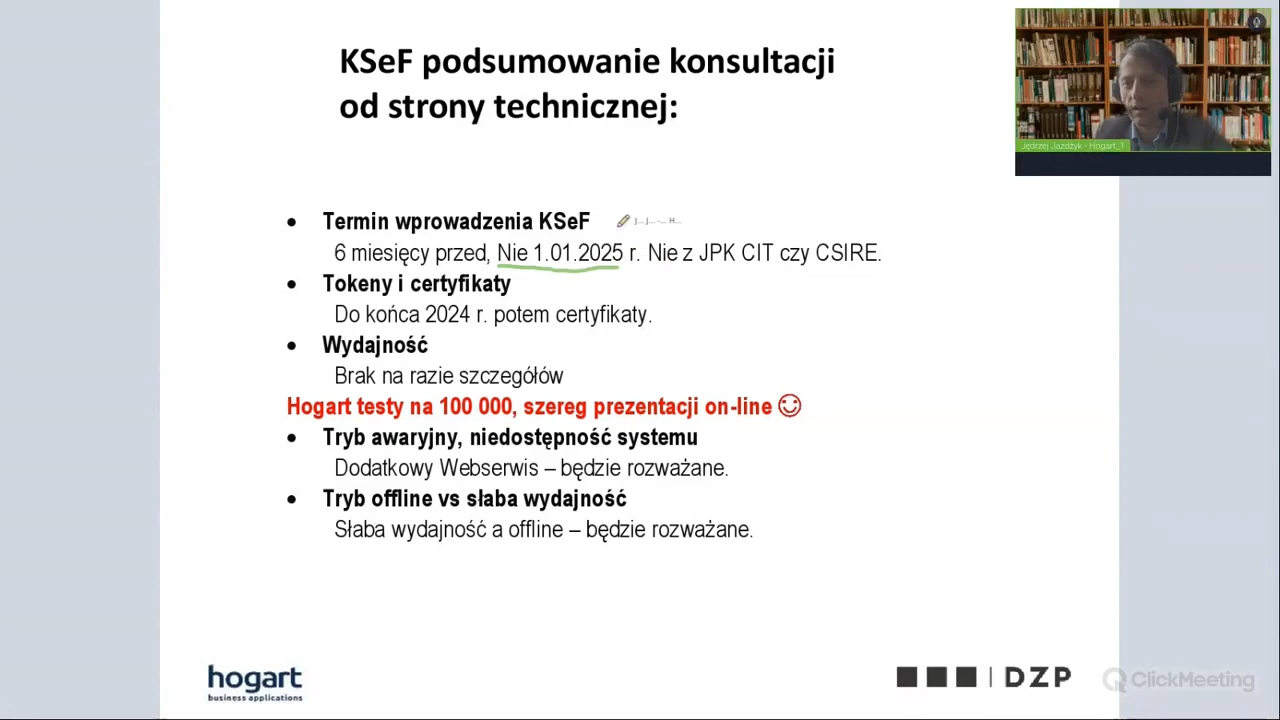 KSeF podsumowanie konsultacji
od strony technicznej:
Jędrzej Jażdżyk - Hogart_1
• Termin wprowadzenia KSeF
J... J... -... H...
6 miesięcy przed, Nie 1.01.2025 r. Nie z JPK CIT czy CSIRE.
• Tokeny i certyfikaty
Do końca 2024 r. potem certyfikaty.
• Wydajność
Brak na razie szczegółów
Hogart testy na 100 000, szereg prezentacji on-line ☺
• Tryb awaryjny, niedostępność systemu
Dodatkowy Webserwis – będzie rozważane.
• Tryb offline vs słaba wydajność
Słaba wydajność a offline – będzie rozważane.
hogart
business applications
DZP
ClickMeeting